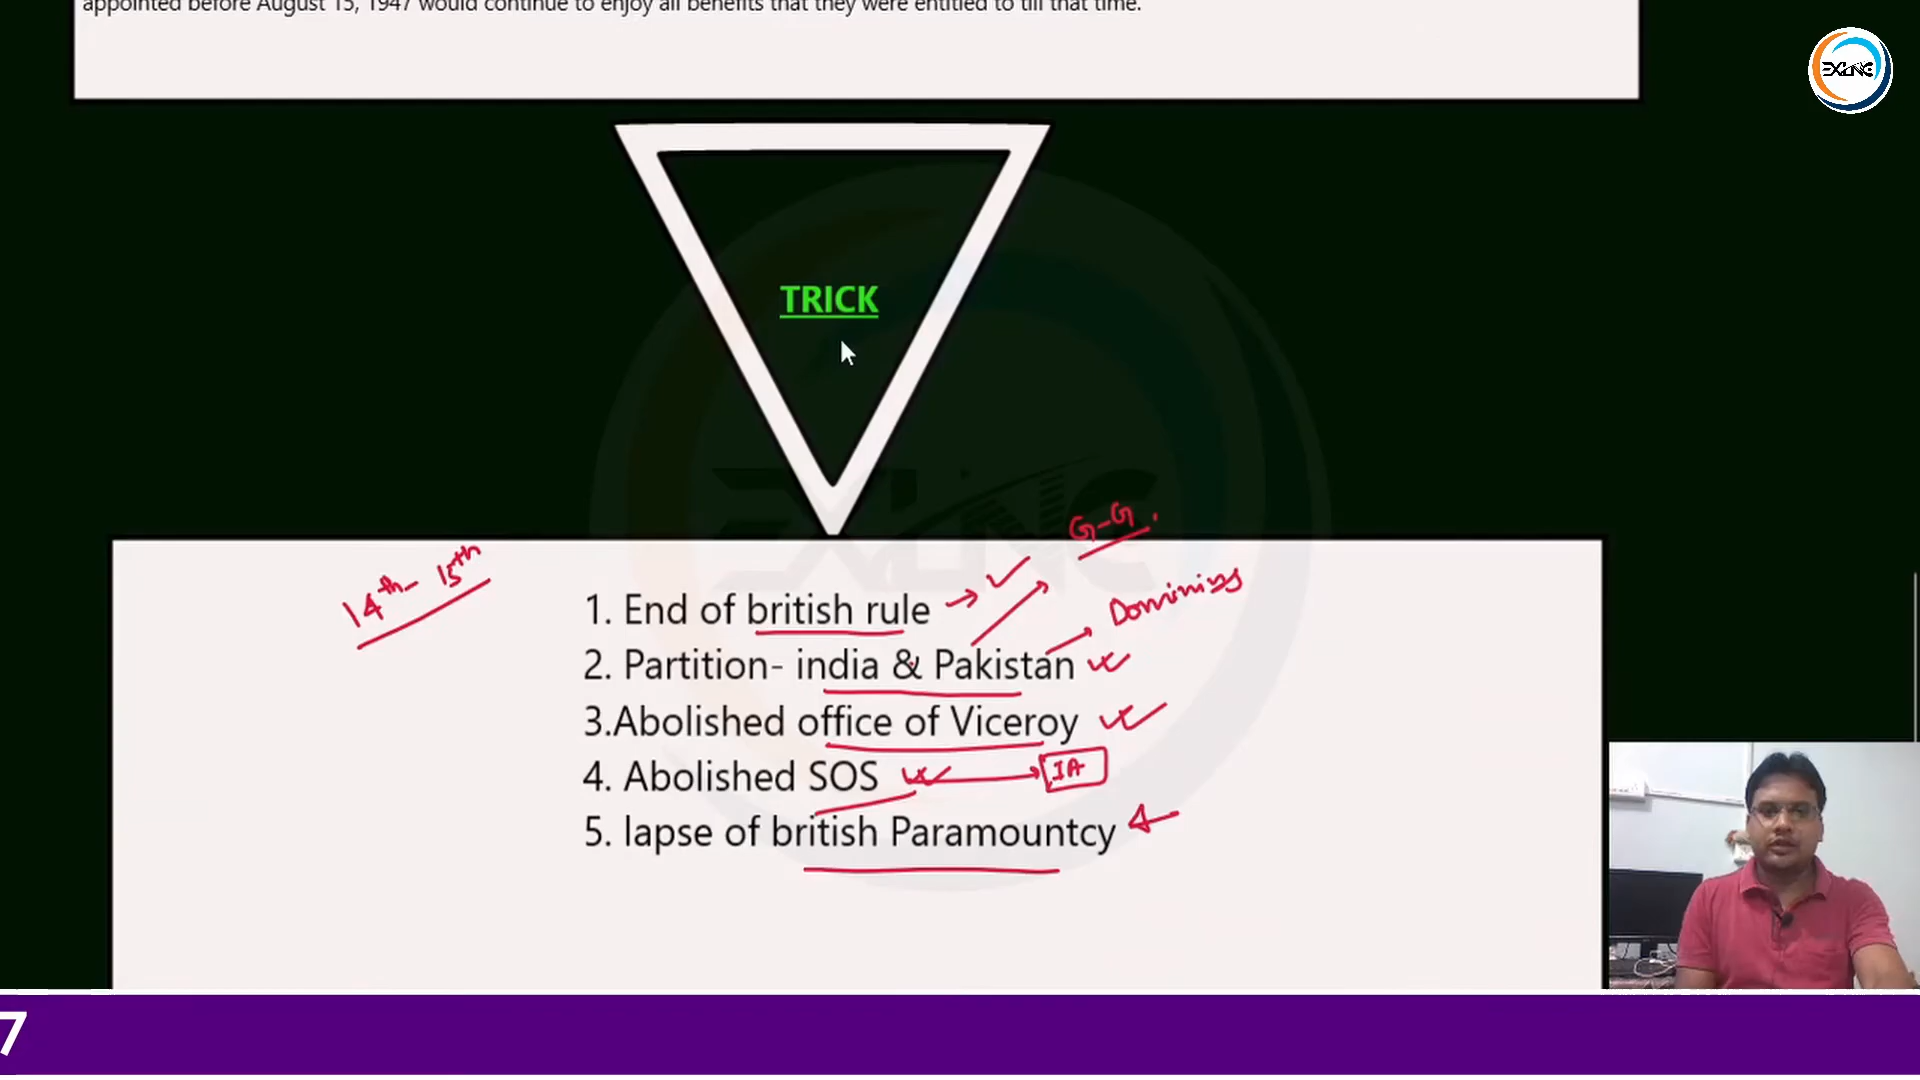 appointed before August 15, 1947 would continue to enjoy all benefits that they were entitled to till that time.
EXLNC
TRICK
G-G.
14th- 15th
1. End of british rule
Dominions
2. Partition- india & Pakistan
3.Abolished office of Viceroy
4. Abolished SOS
IA
5. lapse of british Paramountcy
7